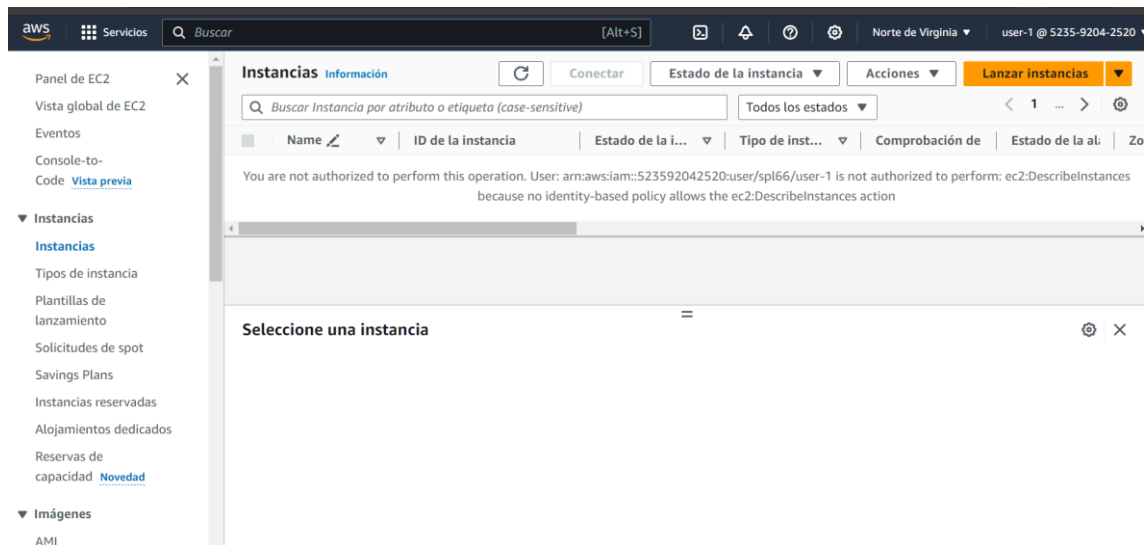 aws Servicios Buscar [Alt+S] Norte de Virginia user-1 @ 5235-9204-2520
Panel de EC2
Vista global de EC2
Eventos
Console-to-
Code Vista previa
Instancias
Instancias
Tipos de instancia
Plantillas de
lanzamiento
Solicitudes de spot
Savings Plans
Instancias reservadas
Alojamientos dedicados
Reservas de
capacidad Novedad
Imágenes
AMI
Instancias Información Conectar Estado de la instancia Acciones Lanzar instancias
Buscar Instancia por atributo o etiqueta (case-sensitive) Todos los estados 1 ...
Name ID de la instancia Estado de la i... Tipo de inst... Comprobación de Estado de la al Zo
You are not authorized to perform this operation. User: arn:aws:iam::523592042520:user/spl66/user-1 is not authorized to perform: ec2:DescribeInstances
because no identity-based policy allows the ec2:DescribeInstances action
Seleccione una instancia